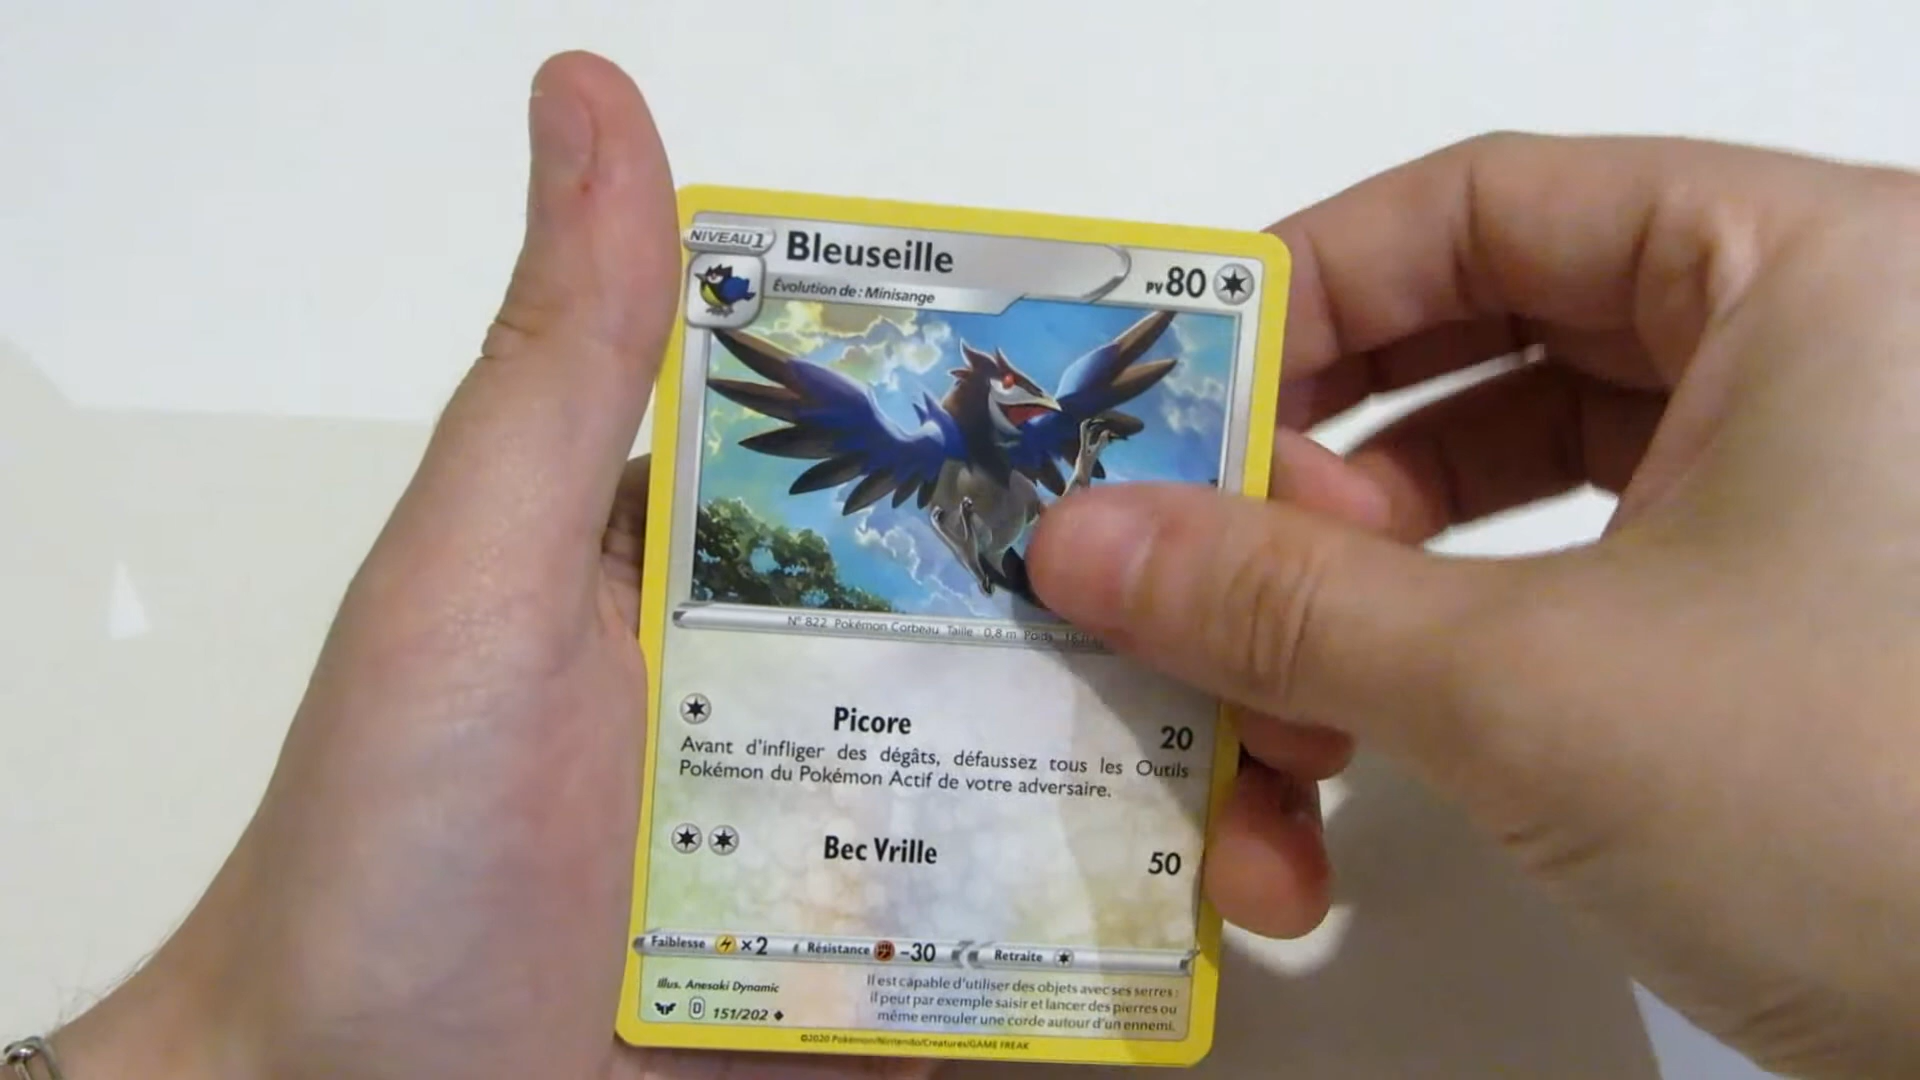 NIVEAU 1
Bleuseille
PV 80
Évolution de : Minisange
N° 822 Pokémon Corbeau Taille 0,8 m Poids
Picore 20
Avant d'infliger des dégâts, défaussez tous les Outils
Pokémon du Pokémon Actif de votre adversaire.
Bec Vrille 50
Faiblesse ×2 Résistance -30 Retraite
Illus. Anesaki Dynamic
D 151/202
Il est capable d'utiliser des objets avec ses serres :
il peut par exemple saisir et lancer des pierres ou
même enrouler une corde autour d'un ennemi.
©2020 Pokémon/Nintendo/Creatures/GAME FREAK